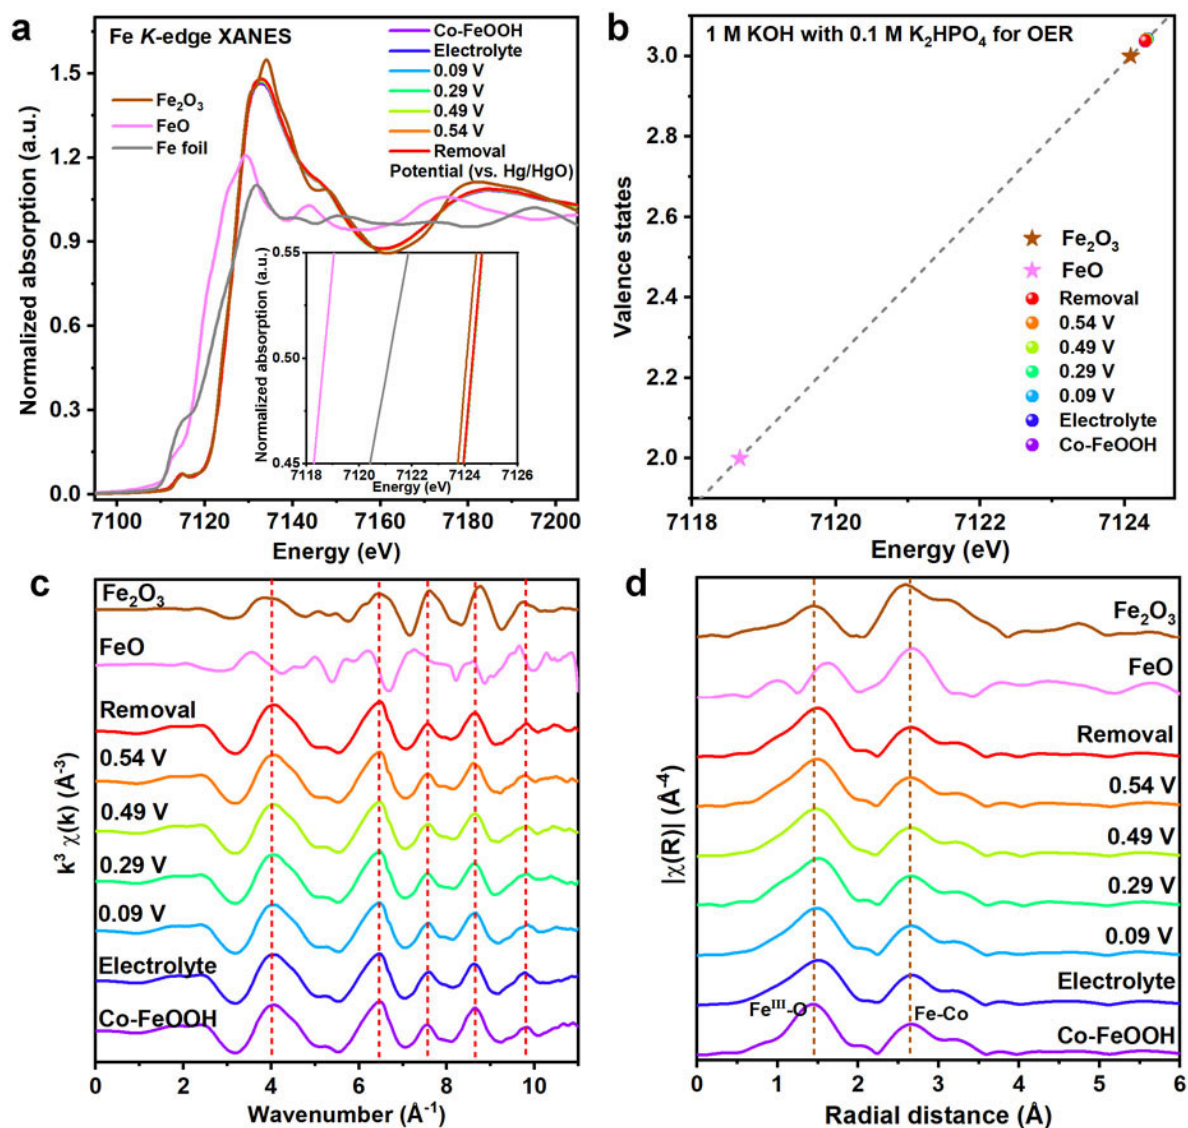 a
Fe K-edge XANES
Co-FeOOH
Electrolyte
0.09 V
0.29 V
0.49 V
0.54 V
Removal
Potential (vs. Hg/HgO)
Fe₂O₃
FeO
Fe foil
Normalized absorption (a.u.)
1.5
1.2
0.9
0.6
0.3
0.0
7100 7120 7140 7160 7180 7200
Energy (eV)
Normalized absorption (a.u.)
0.55
0.50
0.45
7118 7120 7122 7124 7126
Energy (eV)
b
1 M KOH with 0.1 M K₂HPO₄ for OER
Valence states
3.0
2.8
2.6
2.4
2.2
2.0
Fe₂O₃
FeO
Removal
0.54 V
0.49 V
0.29 V
0.09 V
Electrolyte
Co-FeOOH
7118 7120 7122 7124
Energy (eV)
c
k³ χ(k) (Å⁻³)
Fe₂O₃
FeO
Removal
0.54 V
0.49 V
0.29 V
0.09 V
Electrolyte
Co-FeOOH
0 2 4 6 8 10
Wavenumber (Å⁻¹)
d
|χ(R)| (Å⁻⁴)
Fe₂O₃
FeO
Removal
0.54 V
0.49 V
0.29 V
0.09 V
Electrolyte
Feᴵᴵᴵ-O
Fe-Co
Co-FeOOH
0 1 2 3 4 5 6
Radial distance (Å)